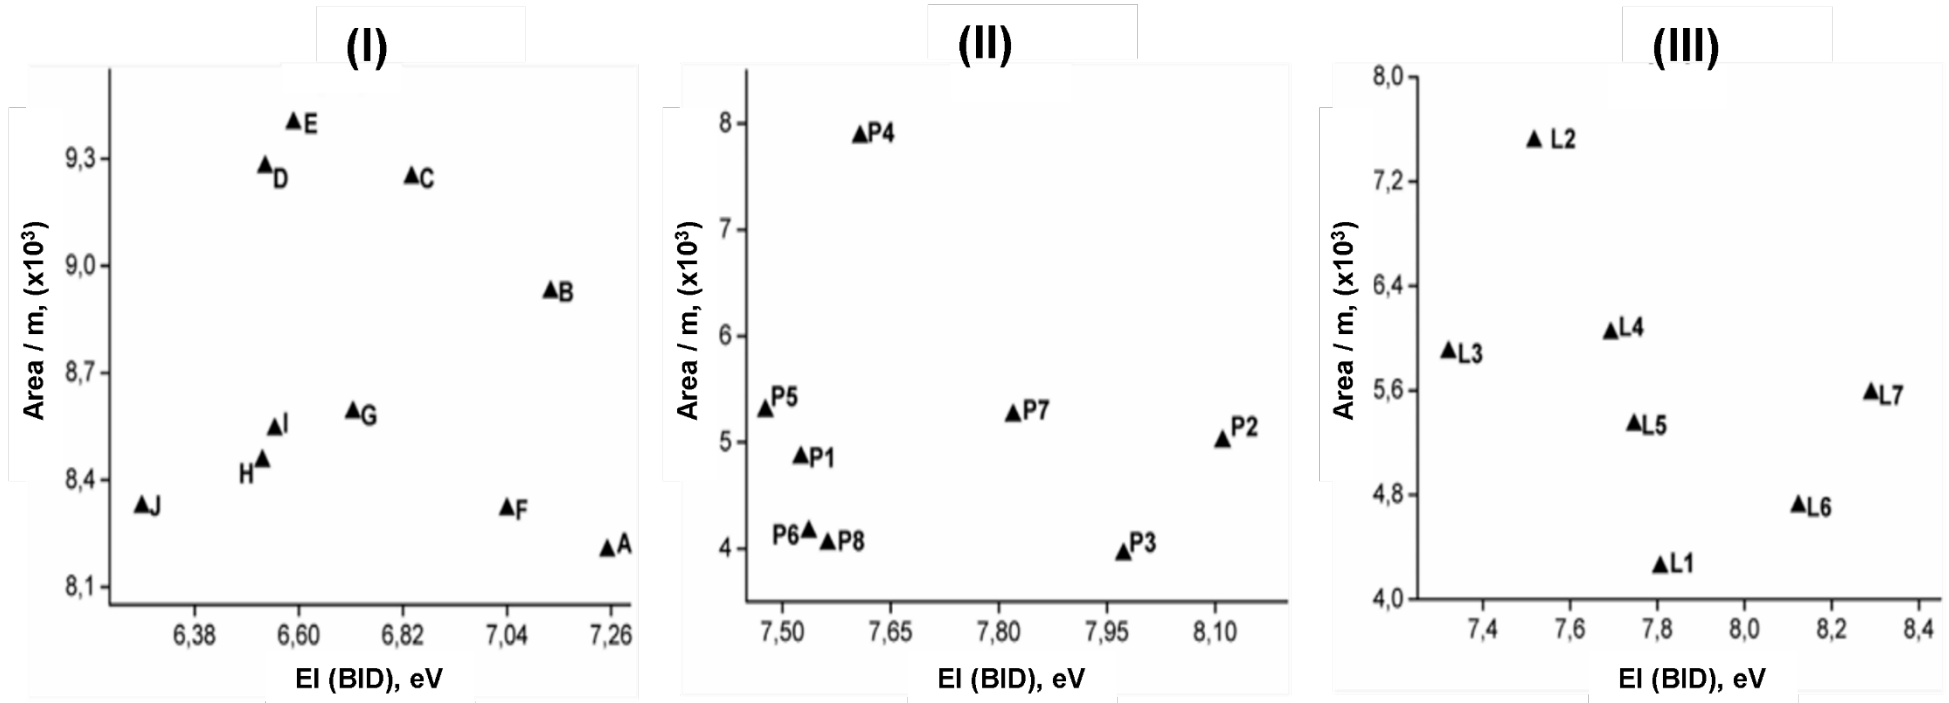 (I)
Area / m, (x10³)
9,3
9,0
8,7
8,4
8,1
E
D
C
B
I
G
H
J
F
A
6,38 6,60 6,82 7,04 7,26
EI (BID), eV
(II)
Area / m, (x10³)
8
7
6
5
4
P4
P5
P7
P2
P1
P6
P8
P3
7,50 7,65 7,80 7,95 8,10
EI (BID), eV
(III)
Area / m, (x10³)
8,0
7,2
6,4
5,6
4,8
4,0
L2
L4
L3
L7
L5
L6
L1
7,4 7,6 7,8 8,0 8,2 8,4
EI (BID), eV